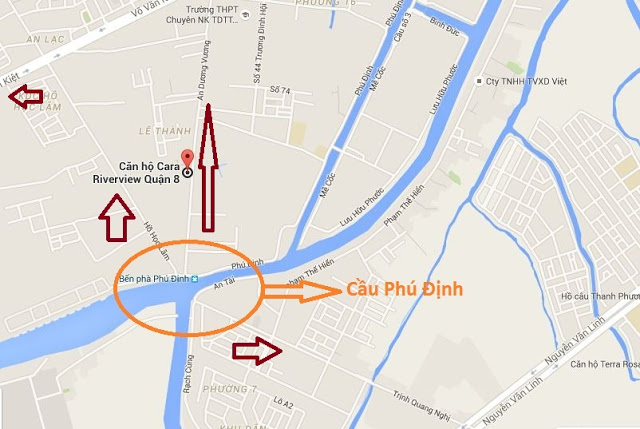 Trường THPT
Chuyên NK TDTT...
PHƯỜNG 16
Võ Văn
Kiệt
AN LẠC
An Dương Vương
Số 44 Trương Đình Hội
Số 74
Phú Định
Cầu số 3
Mễ Cốc
Bình Đức
Lưu Hữu Phước
Cty TNHH TVXD Việt
LÊ THÀNH
Căn hộ Cara
Riverview Quận 8
Hồ Học Lãm
Phú Định
Mễ Cốc
Lưu Hữu Phước
Phạm Thế Hiển
Phú Định
Bến phà Phú Định
An Tài
Phạm Thế Hiển
Cầu Phú Định
Hồ câu Thanh Phươ
Nguyễn Văn Linh
Căn hộ Terra Rosa
Nguyễn Văn Linh
Rạch Cùng
PHƯỜNG 7
Lô A2
Trịnh Quang Nghị
KHU DÂN